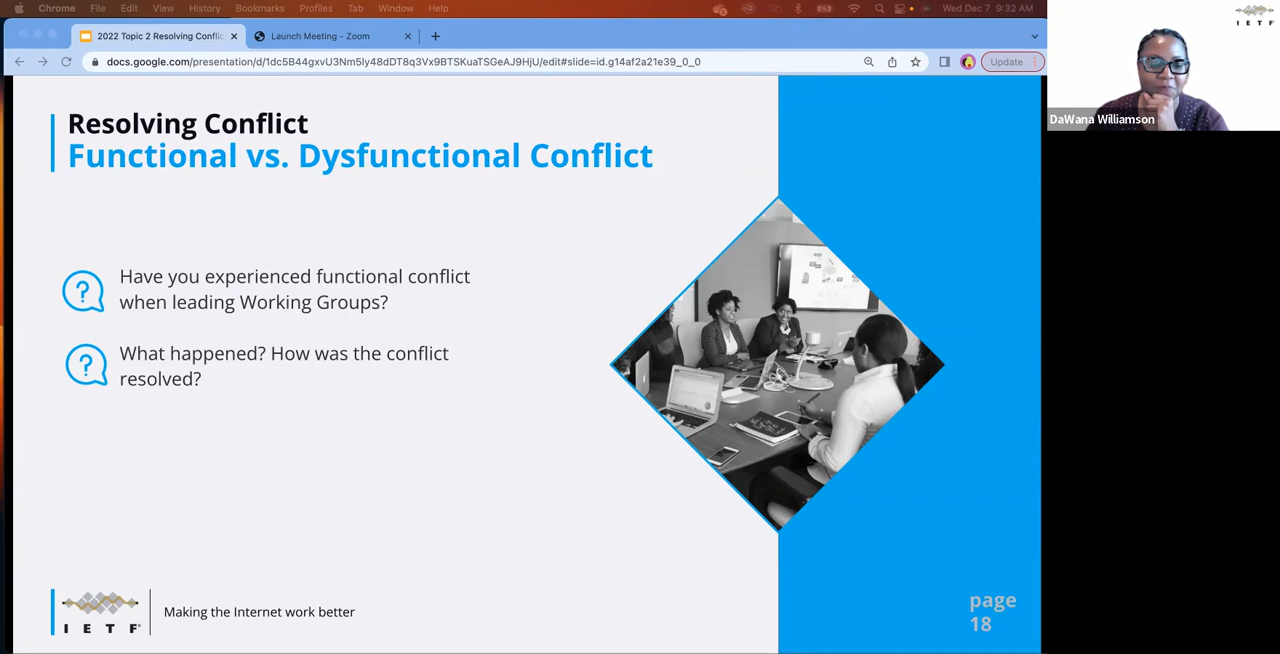 Chrome File Edit View History Bookmarks Profiles Tab Window Help Wed Dec 7 9:32 AM
2022 Topic 2 Resolving Conflic
Launch Meeting - Zoom
docs.google.com/presentation/d/1dc5B44gxvU3Nm5Iy48dDT8q3Vx9BTSKuaTSGeAJ9HjU/edit#slide=id.g14af2a21e39_0_0
Update
I E T F
DaWana Williamson
Resolving Conflict
Functional vs. Dysfunctional Conflict
Have you experienced functional conflict
when leading Working Groups?
What happened? How was the conflict
resolved?
I E T F®
Making the Internet work better
page
18